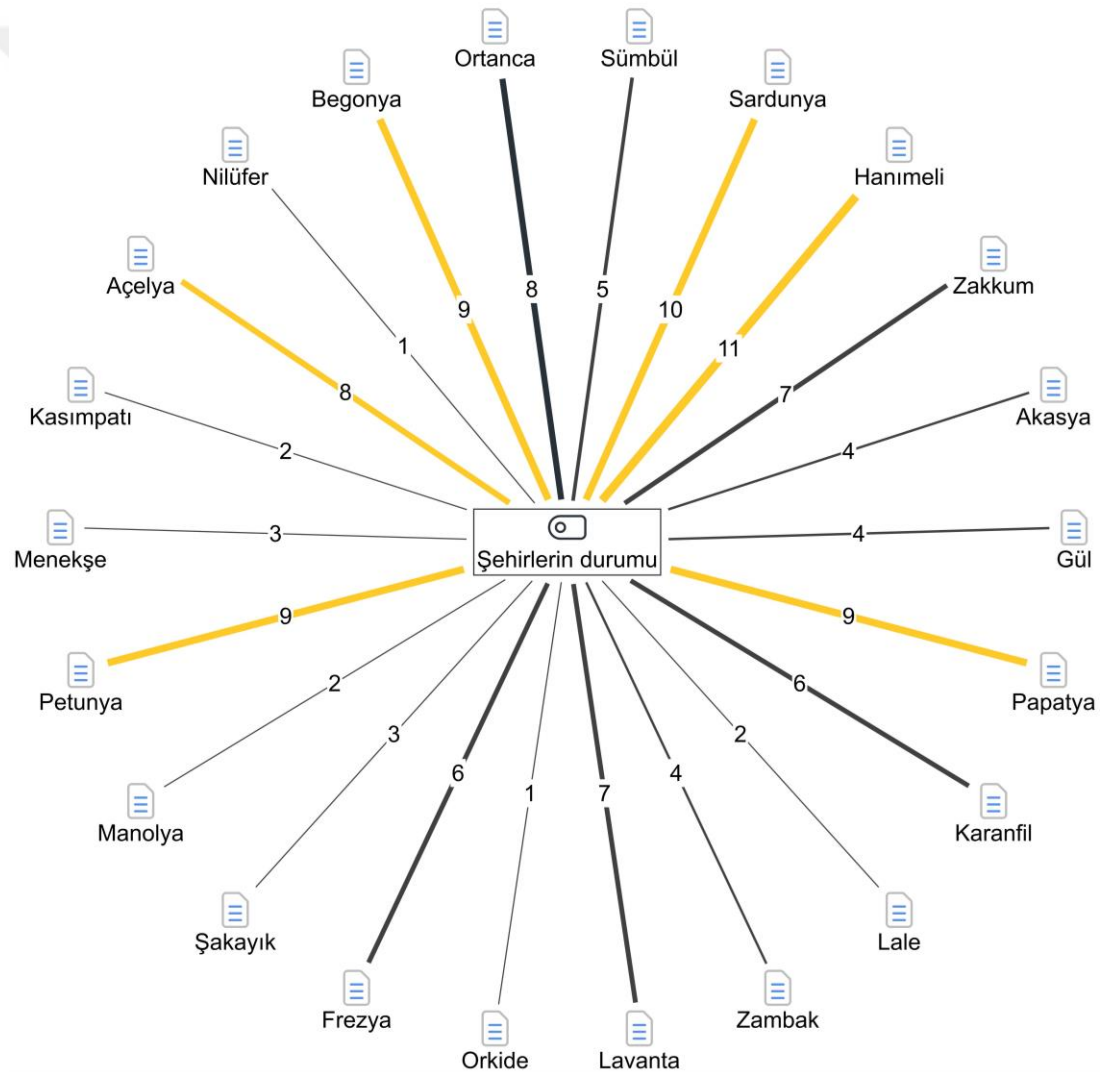 Ortanca
Sümbül
Begonya
Sardunya
Nilüfer
Hanımeli
Açelya
Zakkum
8
5
9
10
1
11
8
7
Kasımpatı
Akasya
2
4
Menekşe
3
Şehirlerin durumu
4
Gül
9
9
Petunya
Papatya
2
6
3
2
6
4
1
7
Manolya
Karanfil
Şakayık
Lale
Frezya
Zambak
Orkide
Lavanta